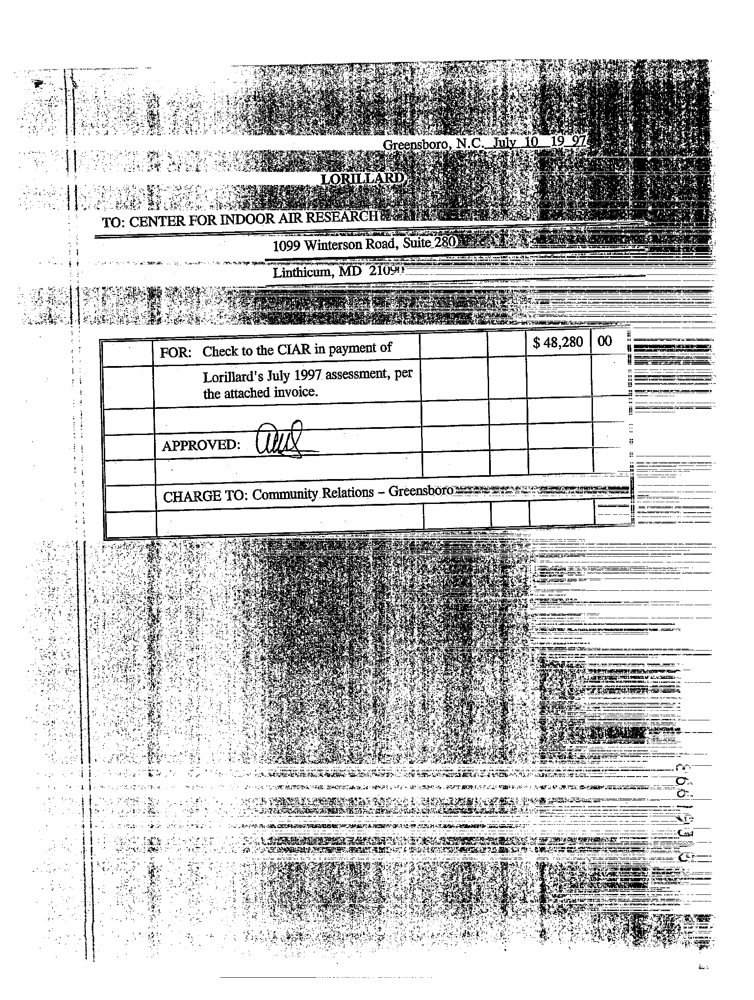 Greensboro, N.C. July 10 19 97
LORILLARD
TO: CENTER FOR INDOOR AIR RESEARCH
1099 Winterson Road, Suite 280
Linthicum, MD 21090
FOR: Check to the CIAR in payment of $ 48,280 00
Lorillard's July 1997 assessment, per
the attached invoice.
APPROVED:
CHARGE TO: Community Relations – Greensboro